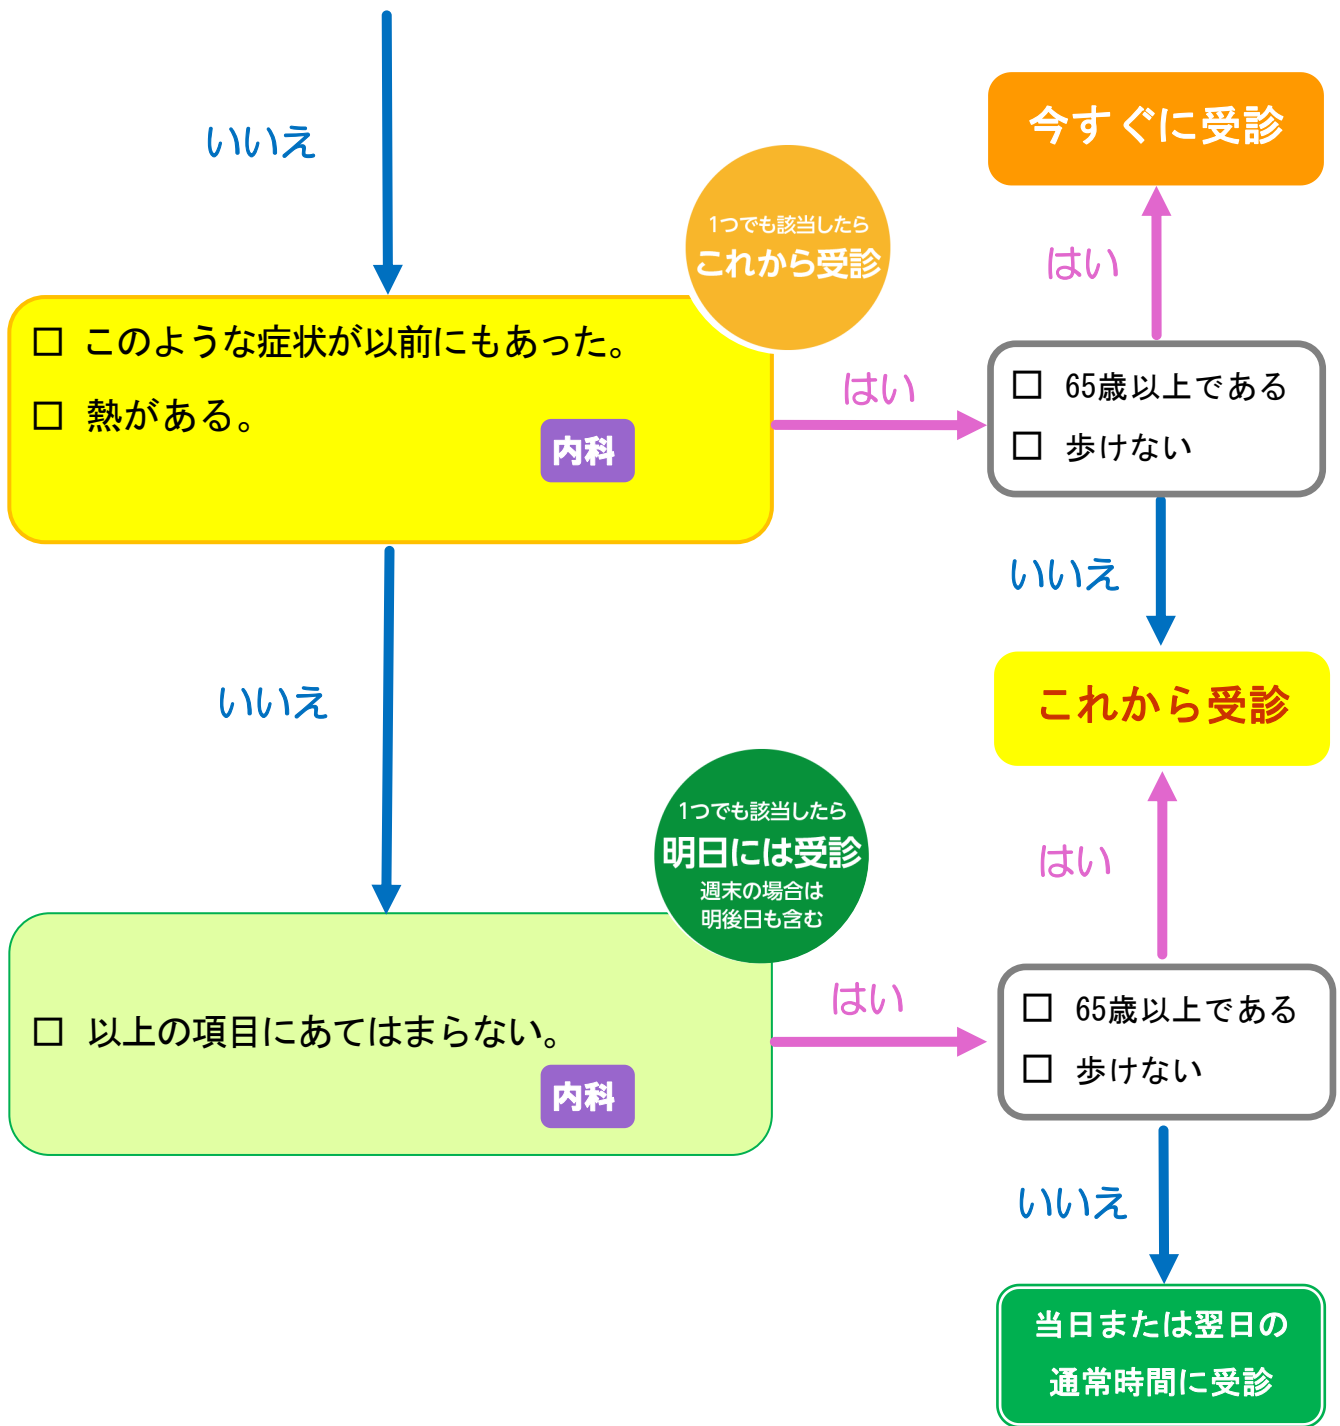 いいえ
今すぐに受診
1つでも該当したら
これから受診
はい
□ このような症状が以前にもあった。
□ 熱がある。
内科
はい
□ 65歳以上である
□ 歩けない
いいえ
これから受診
いいえ
1つでも該当したら
明日には受診
週末の場合は
明後日も含む
はい
□ 以上の項目にあてはまらない。
内科
はい
□ 65歳以上である
□ 歩けない
いいえ
当日または翌日の
通常時間に受診